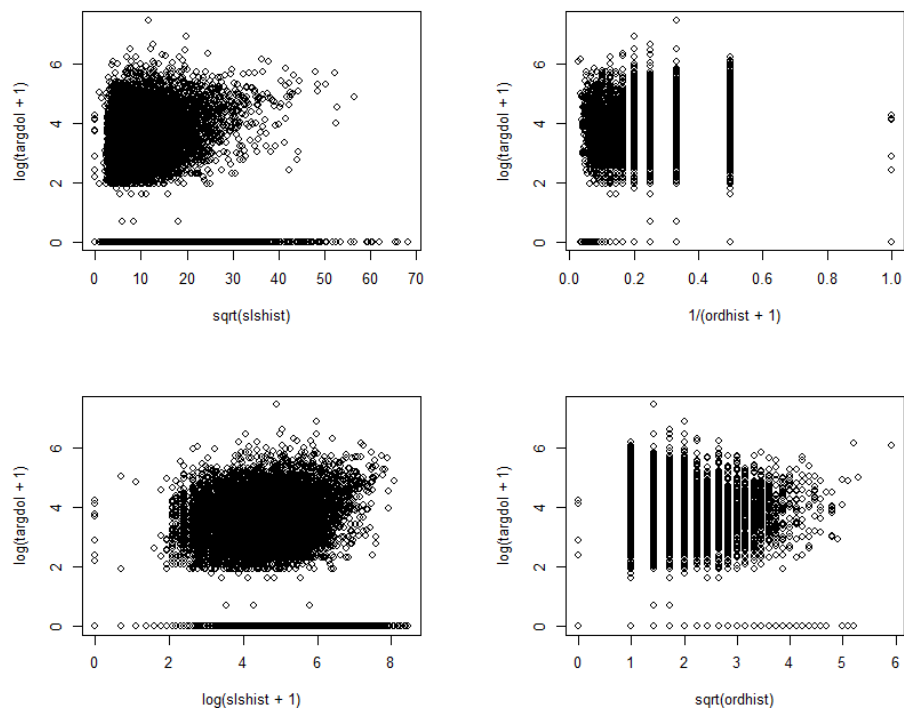 log(targdol + 1)
6
4
2
0
0 10 20 30 40 50 60 70
sqrt(slshist)
log(targdol + 1)
6
4
2
0
0.0 0.2 0.4 0.6 0.8 1.0
1/(ordhist + 1)
log(targdol + 1)
6
4
2
0
0 2 4 6 8
log(slshist + 1)
log(targdol + 1)
6
4
2
0
0 1 2 3 4 5 6
sqrt(ordhist)